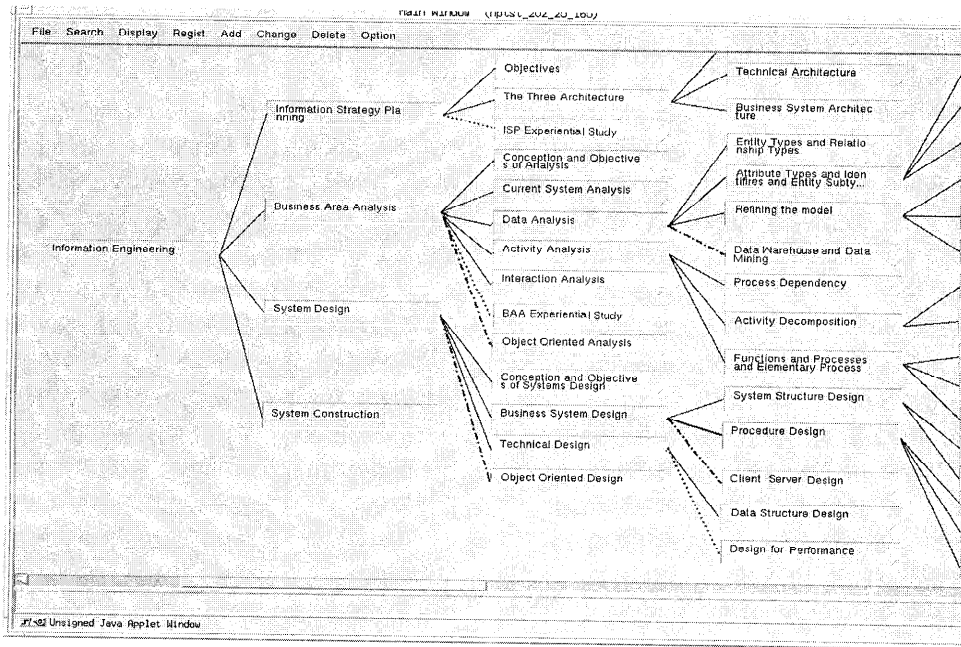 Main Window (nptst_202_20_160)
File Search Display Regist Add Change Delete Option
Information Engineering
Information Strategy Pla
nning
Business Area Analysis
System Design
System Construction
Objectives
The Three Architecture
ISP Experiential Study
Conception and Objective
s of Analysis
Current System Analysis
Data Analysis
Activity Analysis
Interaction Analysis
BAA Experiential Study
Object Oriented Analysis
Conception and Objective
s of Systems Design
Business System Design
Technical Design
Object Oriented Design
Technical Architecture
Business System Architec
ture
Entity Types and Relatio
nship Types
Attribute Types and Iden
tifires and Entity Subty...
Refining the model
Data Warehouse and Data
Mining
Process Dependency
Activity Decomposition
Functions and Processes
and Elementary Process
System Structure Design
Procedure Design
Client Server Design
Data Structure Design
Design for Performance
Unsigned Java Applet Window